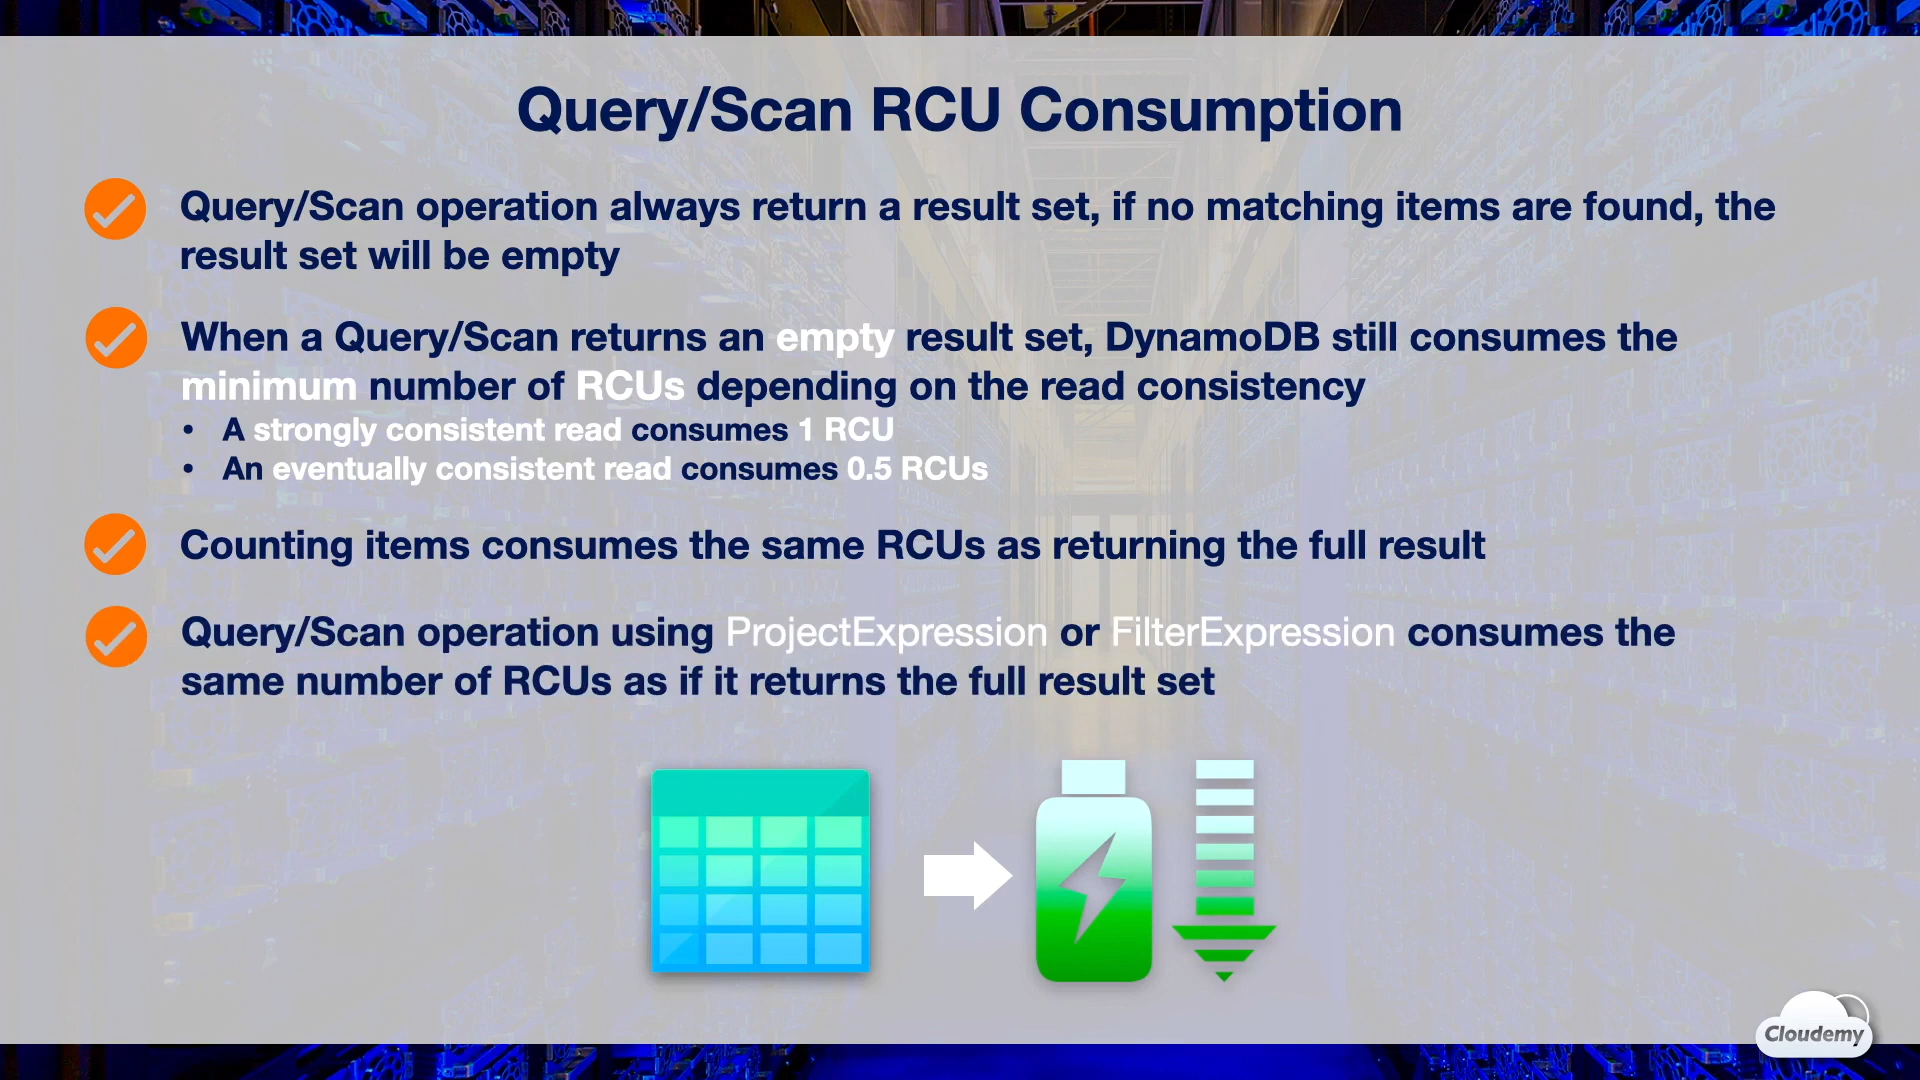 Query/Scan RCU Consumption
Query/Scan operation always return a result set, if no matching items are found, the
result set will be empty
When a Query/Scan returns an empty result set, DynamoDB still consumes the
minimum number of RCUs depending on the read consistency
• A strongly consistent read consumes 1 RCU
• An eventually consistent read consumes 0.5 RCUs
Counting items consumes the same RCUs as returning the full result
Query/Scan operation using ProjectExpression or FilterExpression consumes the
same number of RCUs as if it returns the full result set
Cloudemy